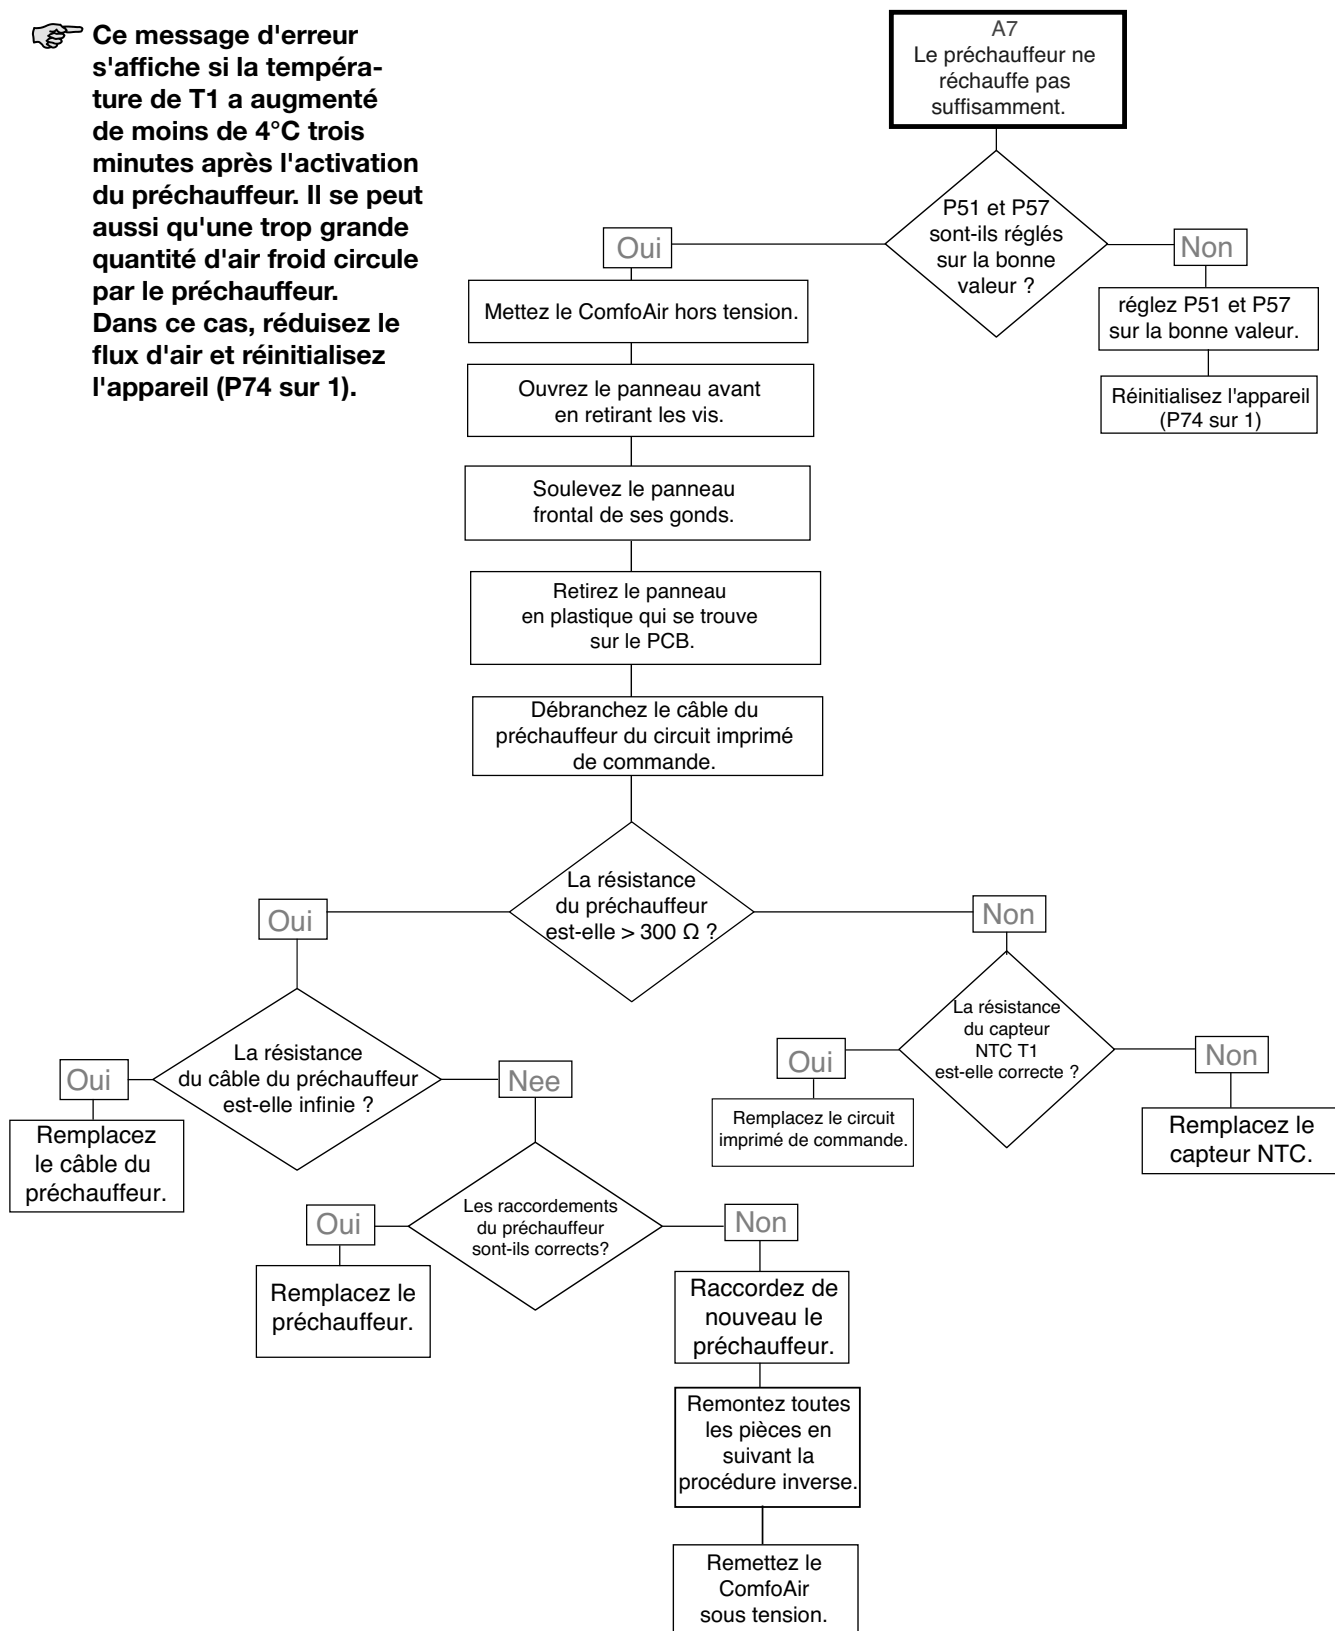 Ce message d'erreur
s'affiche si la tempéra-
ture de T1 a augmenté
de moins de 4°C trois
minutes après l'activation
du préchauffeur. Il se peut
aussi qu'une trop grande
quantité d'air froid circule
par le préchauffeur.
Dans ce cas, réduisez le
flux d'air et réinitialisez
l'appareil (P74 sur 1).
A7
Le préchauffeur ne
réchauffe pas
suffisamment.
P51 et P57
sont-ils réglés
sur la bonne
valeur ?
Oui
Non
Mettez le ComfoAir hors tension.
réglez P51 et P57
sur la bonne valeur.
Ouvrez le panneau avant
en retirant les vis.
Réinitialisez l'appareil
(P74 sur 1)
Soulevez le panneau
frontal de ses gonds.
Retirez le panneau
en plastique qui se trouve
sur le PCB.
Débranchez le câble du
préchauffeur du circuit imprimé
de commande.
La résistance
du préchauffeur
est-elle > 300 Ω ?
Oui
Non
La résistance
du câble du préchauffeur
est-elle infinie ?
Oui
Nee
La résistance
du capteur
NTC T1
est-elle correcte ?
Oui
Non
Remplacez
le câble du
préchauffeur.
Remplacez le circuit
imprimé de commande.
Remplacez le
capteur NTC.
Les raccordements
du préchauffeur
sont-ils corrects?
Oui
Non
Remplacez le
préchauffeur.
Raccordez de
nouveau le
préchauffeur.
Remontez toutes
les pièces en
suivant la
procédure inverse.
Remettez le
ComfoAir
sous tension.